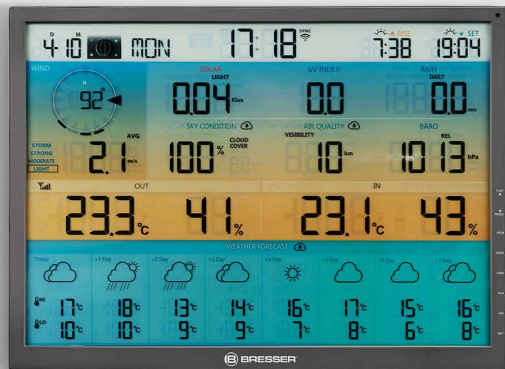 D M SYNC RISE SET
4-10 MON 17:18 7:38 19:04
WIND SOLAR UV INDEX RAIN
LIGHT DAILY
92° 0.04 Klux 0.0 0.0 mm
SKY CONDITION AIR QUALITY BARO
AVG CLOUD COVER VISIBILITY REL
STORM
STRONG
MODERATE
LIGHT
2.1 m/s 100% 10 km 1013 hPa
OUT IN
23.3°C 41% 23.1°C 43%
WEATHER FORECAST
Today +1 Day +2 Day +3 Day +4 Day +5 Day +6 Day +7 Day
HI 17°C 18°C 13°C 14°C 16°C 17°C 15°C 16°C
LO 10°C 10°C 9°C 9°C 7°C 8°C 6°C 8°C
B BRESSER